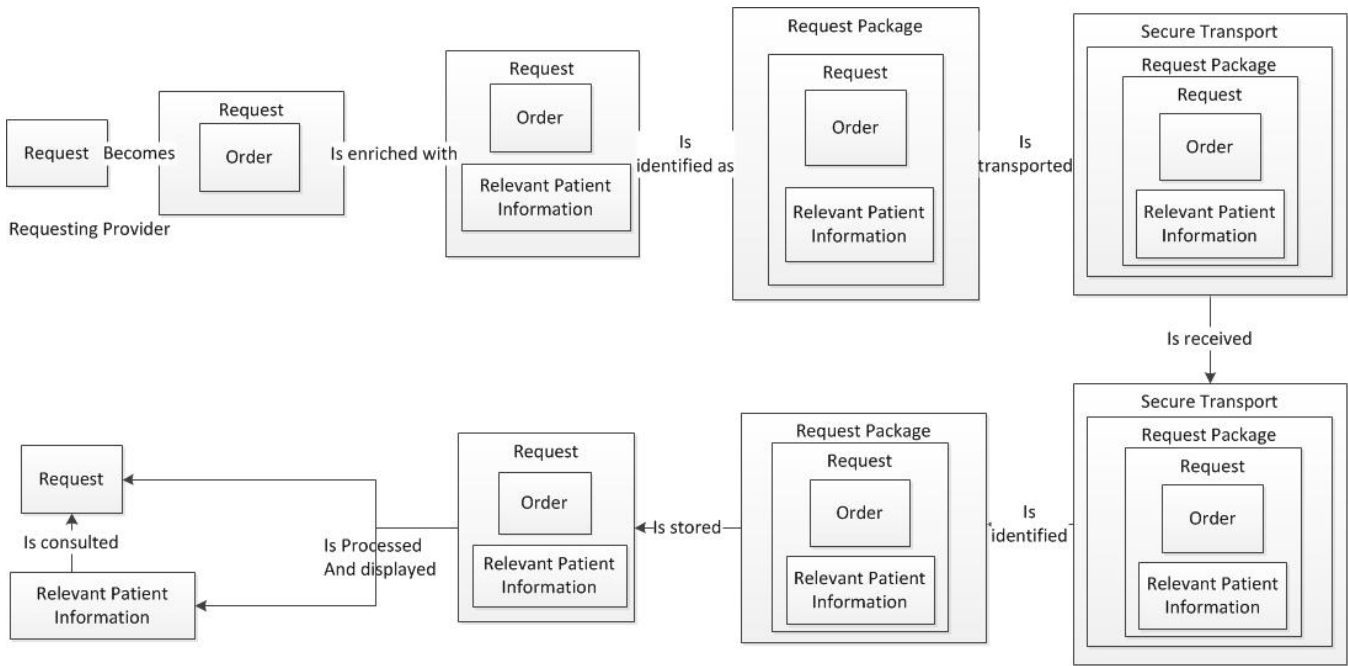 Request
Requesting Provider
Becomes
Request
Order
Is enriched with
Request
Order
Relevant Patient
Information
Is
identified as
Request Package
Request
Order
Relevant Patient
Information
Is
transported
Secure Transport
Request Package
Request
Order
Relevant Patient
Information
Is received
Secure Transport
Request Package
Request
Order
Relevant Patient
Information
Is
identified
Request Package
Request
Order
Relevant Patient
Information
Is stored
Request
Order
Relevant Patient
Information
Is Processed
And displayed
Request
Is consulted
Relevant Patient
Information